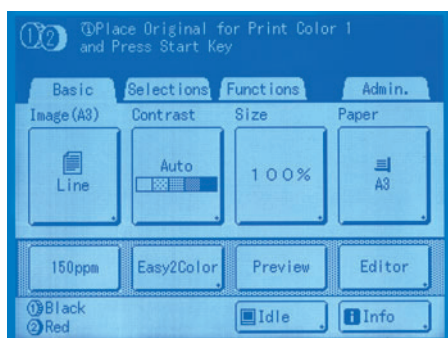 ①② ①Place Original for Print Color 1
and Press Start Key
Basic Selections Functions Admin.
Image(A3) Contrast Size Paper
Line Auto 100% A3
150ppm Easy2Color Preview Editor
①Black
②Red
Idle Info